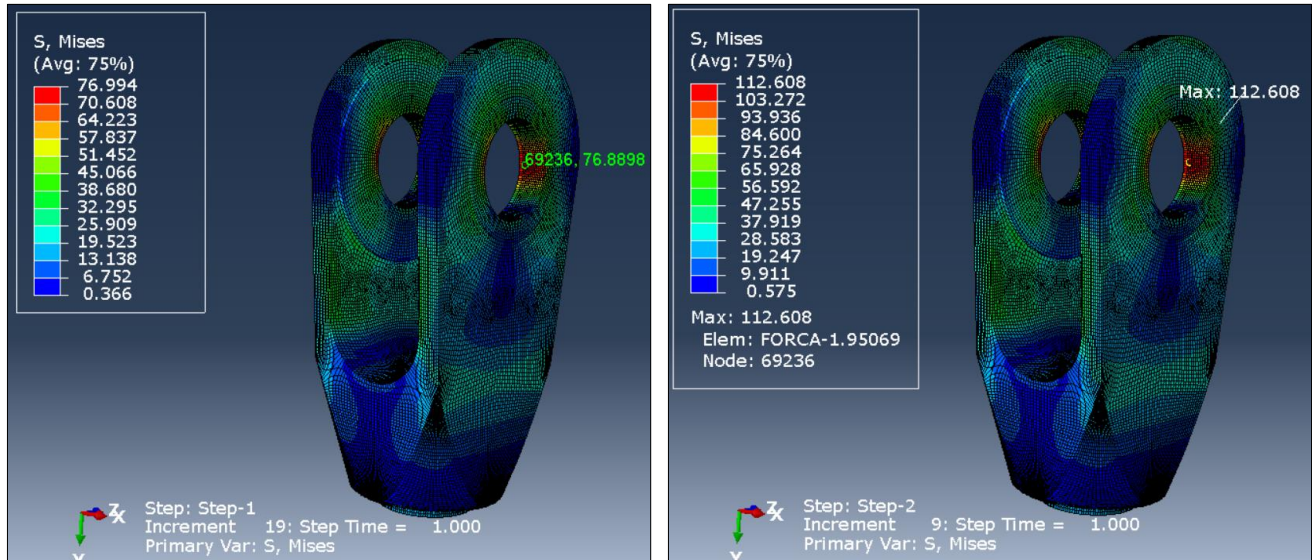 S, Mises
(Avg: 75%)
76.994
70.608
64.223
57.837
51.452
45.066
38.680
32.295
25.909
19.523
13.138
6.752
0.366
69236, 76.8898
Z
X
Y
Step: Step-1
Increment 19: Step Time = 1.000
Primary Var: S, Mises
S, Mises
(Avg: 75%)
112.608
103.272
93.936
84.600
75.264
65.928
56.592
47.255
37.919
28.583
19.247
9.911
0.575
Max: 112.608
Elem: FORCA-1.95069
Node: 69236
Max: 112.608
Z
X
Y
Step: Step-2
Increment 9: Step Time = 1.000
Primary Var: S, Mises